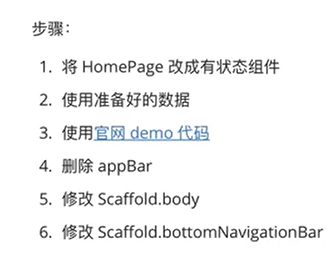 步骤：
1. 将 HomePage 改成有状态组件
2. 使用准备好的数据
3. 使用官网 demo 代码
4. 删除 appBar
5. 修改 Scaffold.body
6. 修改 Scaffold.bottomNavigationBar